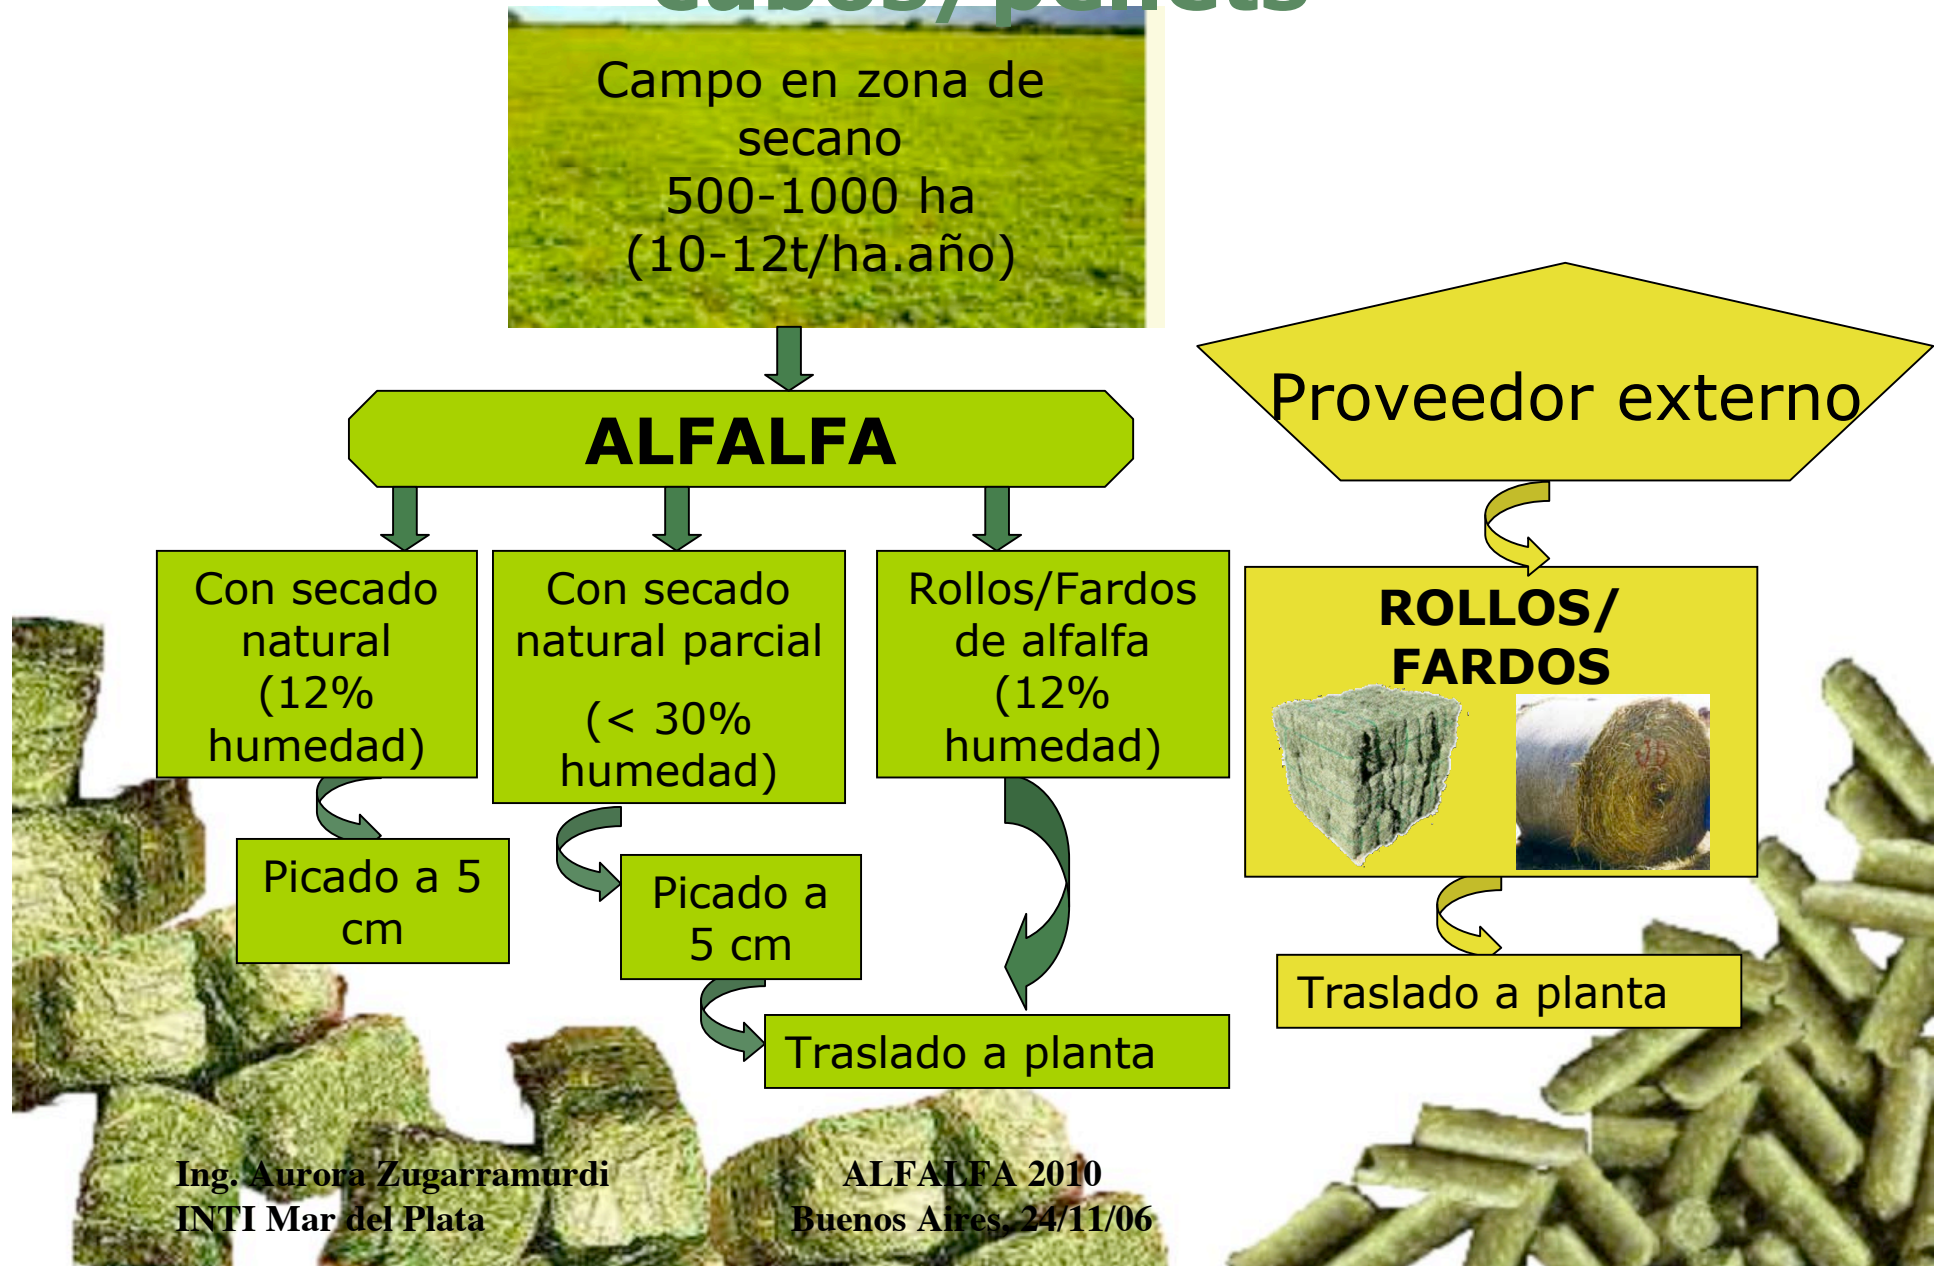 cubos/pellets
Campo en zona de
secano
500-1000 ha
(10-12t/ha.año)
Proveedor externo
ALFALFA
Con secado
natural
(12%
humedad)
Con secado
natural parcial
(< 30%
humedad)
Rollos/Fardos
de alfalfa
(12%
humedad)
ROLLOS/
FARDOS
Picado a 5
cm
Picado a
5 cm
Traslado a planta
Traslado a planta
Ing. Aurora Zugarramurdi
INTI Mar del Plata
ALFALFA 2010
Buenos Aires, 24/11/06